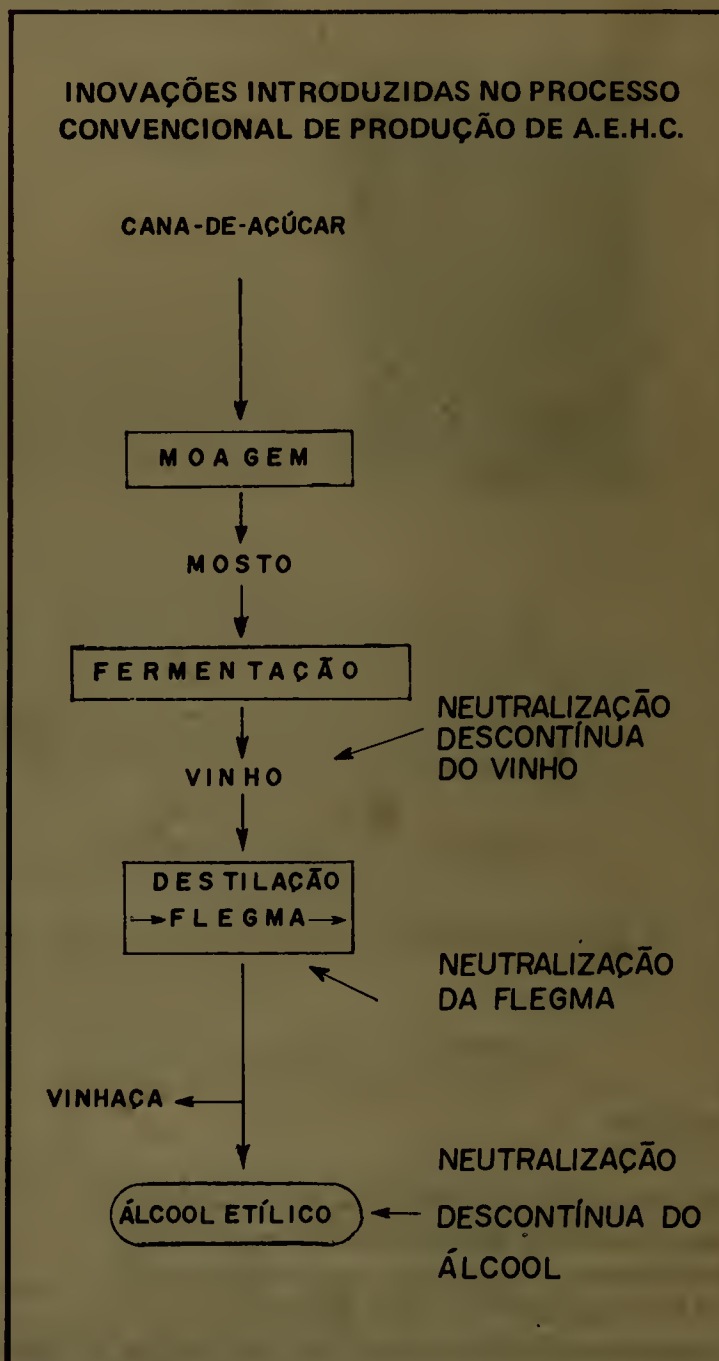 INOVAÇÕES INTRODUZIDAS NO PROCESSO
CONVENCIONAL DE PRODUÇÃO DE A.E.H.C.
CANA-DE-AÇÚCAR
MOAGEM
MOSTO
FERMENTAÇÃO
NEUTRALIZAÇÃO
DESCONTÍNUA
DO VINHO
VINHO
DESTILAÇÃO
FLEGMA
NEUTRALIZAÇÃO
DA FLEGMA
VINHAÇA
NEUTRALIZAÇÃO
ÁLCOOL ETÍLICO
DESCONTÍNUA DO
ÁLCOOL